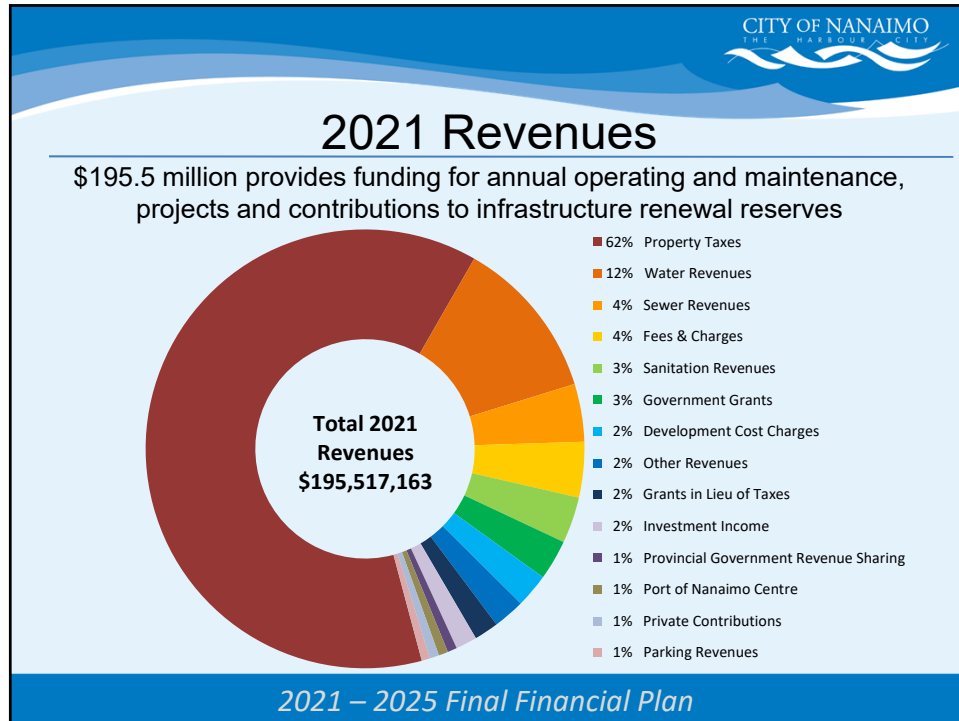 CITY OF NANAIMO
THE HARBOUR CITY
2021 Revenues
$195.5 million provides funding for annual operating and maintenance,
projects and contributions to infrastructure renewal reserves
62% Property Taxes
12% Water Revenues
4% Sewer Revenues
4% Fees & Charges
3% Sanitation Revenues
3% Government Grants
2% Development Cost Charges
2% Other Revenues
2% Grants in Lieu of Taxes
2% Investment Income
1% Provincial Government Revenue Sharing
1% Port of Nanaimo Centre
1% Private Contributions
1% Parking Revenues
Total 2021
Revenues
$195,517,163
2021 – 2025 Final Financial Plan